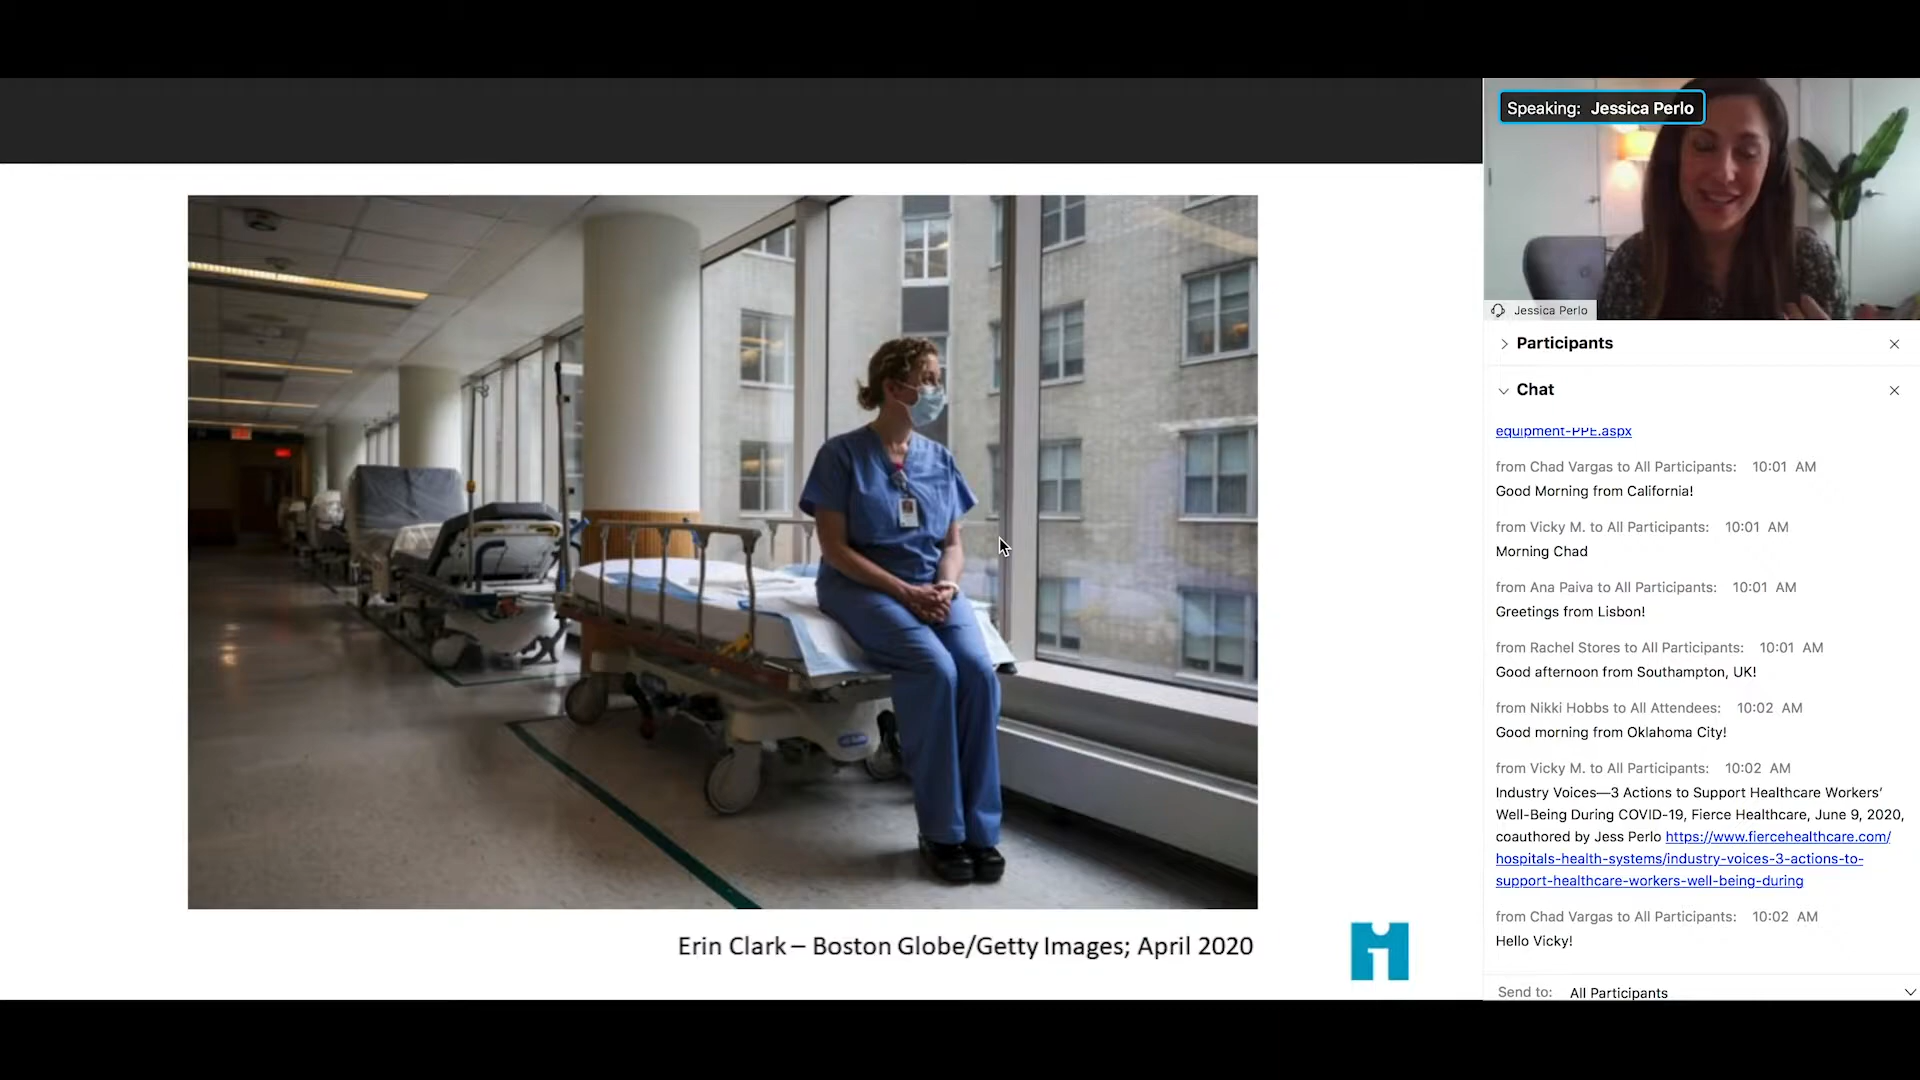 Speaking: Jessica Perlo
Jessica Perlo
Participants
Chat
equipment-PPE.aspx
from Chad Vargas to All Participants: 10:01 AM
Good Morning from California!
from Vicky M. to All Participants: 10:01 AM
Morning Chad
from Ana Paiva to All Participants: 10:01 AM
Greetings from Lisbon!
from Rachel Stores to All Participants: 10:01 AM
Good afternoon from Southampton, UK!
from Nikki Hobbs to All Attendees: 10:02 AM
Good morning from Oklahoma City!
from Vicky M. to All Participants: 10:02 AM
Industry Voices—3 Actions to Support Healthcare Workers’
Well-Being During COVID-19, Fierce Healthcare, June 9, 2020,
coauthored by Jess Perlo https://www.fiercehealthcare.com/
hospitals-health-systems/industry-voices-3-actions-to-
support-healthcare-workers-well-being-during
from Chad Vargas to All Participants: 10:02 AM
Hello Vicky!
Send to: All Participants
Erin Clark – Boston Globe/Getty Images; April 2020